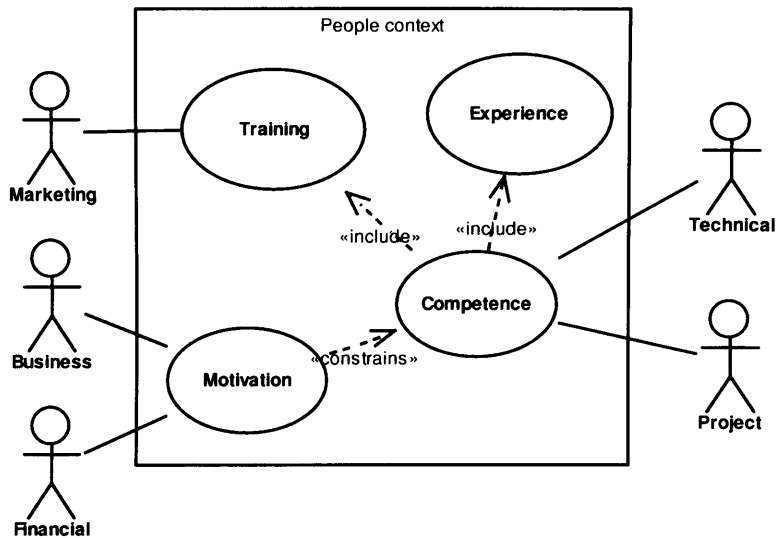 People context
Training
Experience
Marketing
Technical
«include»
«include»
Competence
Business
Motivation
«constrains»
Project
Financial